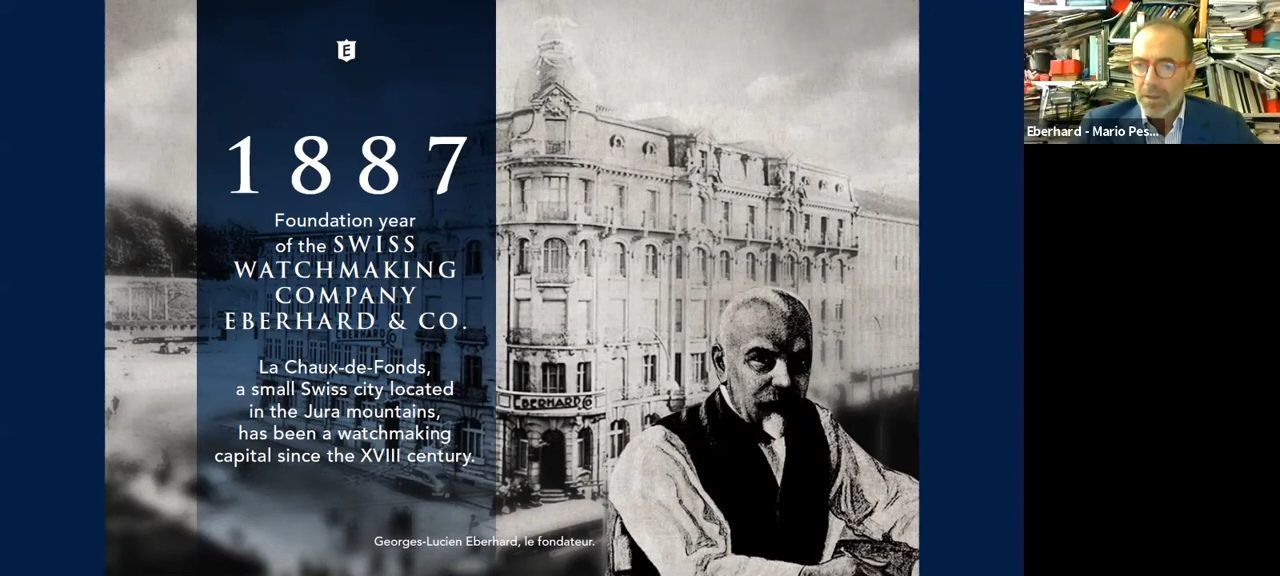 E
1887
Foundation year
of the SWISS
WATCHMAKING
COMPANY
EBERHARD & CO.
La Chaux-de-Fonds,
a small Swiss city located
in the Jura mountains,
has been a watchmaking
capital since the XVIII century.
EBERHARD
EBERHARD & Co
Georges-Lucien Eberhard, le fondateur.
Eberhard - Mario Pes...